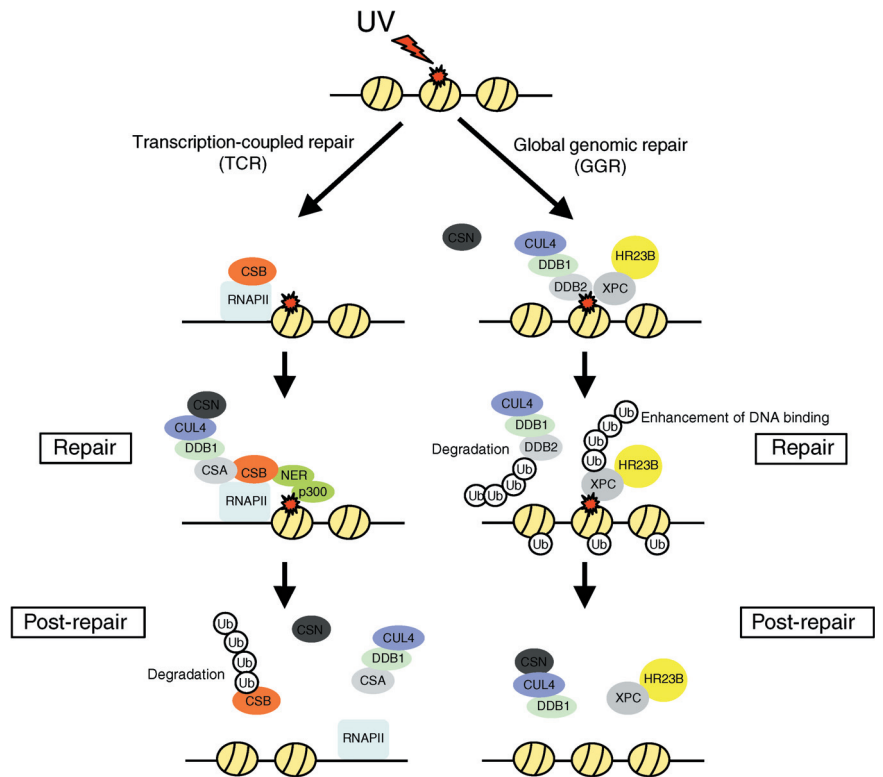 UV
Transcription-coupled repair
(TCR)
Global genomic repair
(GGR)
CSB
RNAPII
CSN
CUL4
DDB1
DDB2
XPC
HR23B
Repair
CSN
CUL4
DDB1
CSA
CSB
NER
p300
RNAPII
CUL4
DDB1
DDB2
Degradation
Ub
Ub
Ub
Ub
Ub
Ub
Ub
Ub
Enhancement of DNA binding
HR23B
XPC
Ub
Ub
Ub
Repair
Post-repair
Ub
Ub
Ub
Ub
Degradation
CSB
CSN
CUL4
DDB1
CSA
RNAPII
CSN
CUL4
DDB1
XPC
HR23B
Post-repair